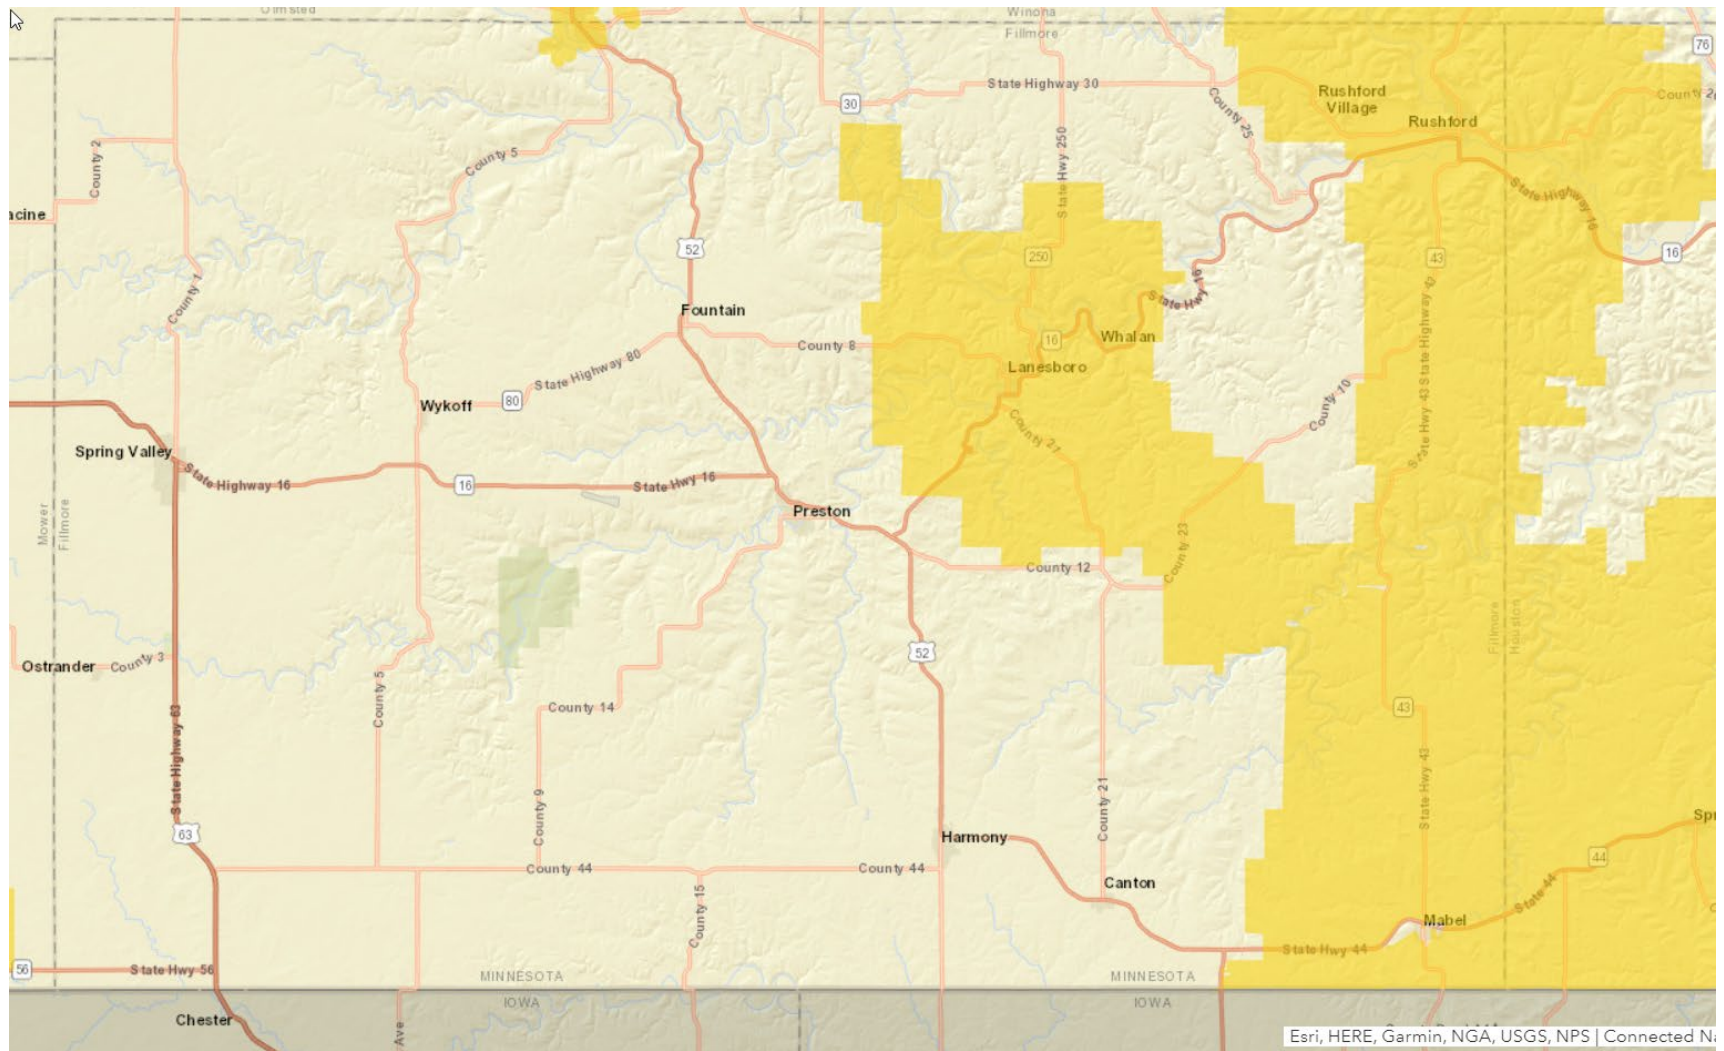 Olmsted
Winona
Fillmore
76
State Highway 30
30
Rushford
Village
County 25
Rushford
County 2
County 5
State Hwy 250
State Highway 16
acine
52
250
43
16
County 1
State Hwy 16
Fountain
County 8
16
Whalan
State Highway 43
State Highway 80
Lanesboro
80
Wykoff
County 10
County 21
State Hwy 43
Spring Valley
State Highway 16
16
State Hwy 16
Preston
Mower
Fillmore
County 23
County 12
Fillmore
Houston
52
Ostrander
County 3
County 5
County 14
43
State Highway 63
County 9
County 21
State Hwy 43
63
Harmony
Spr
44
County 44
County 44
Canton
State 44
County 15
Mabel
State Hwy 44
56
State Hwy 56
MINNESOTA
MINNESOTA
IOWA
IOWA
Chester
Ave
Esri, HERE, Garmin, NGA, USGS, NPS | Connected Na